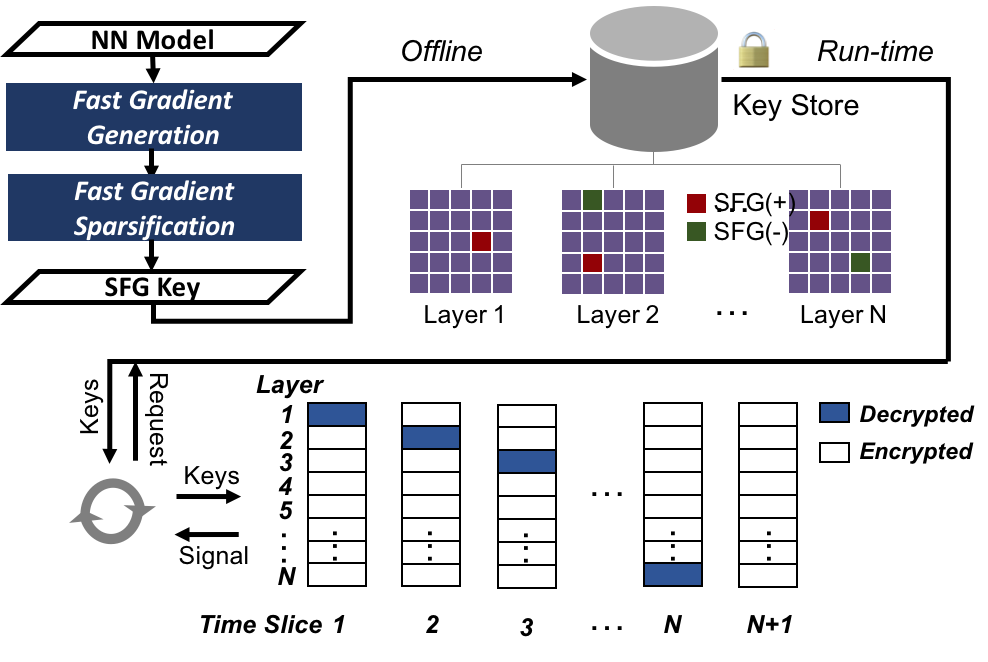 NN Model
Fast Gradient
Generation
Fast Gradient
Sparsification
SFG Key
Offline
Run-time
Key Store
SFG(+)
...
SFG(-)
Layer 1
Layer 2
...
Layer N
Keys
Request
Keys
Signal
Layer
1
2
3
4
5
...
N
...
Decrypted
Encrypted
Time Slice 1
2
3
...
N
N+1